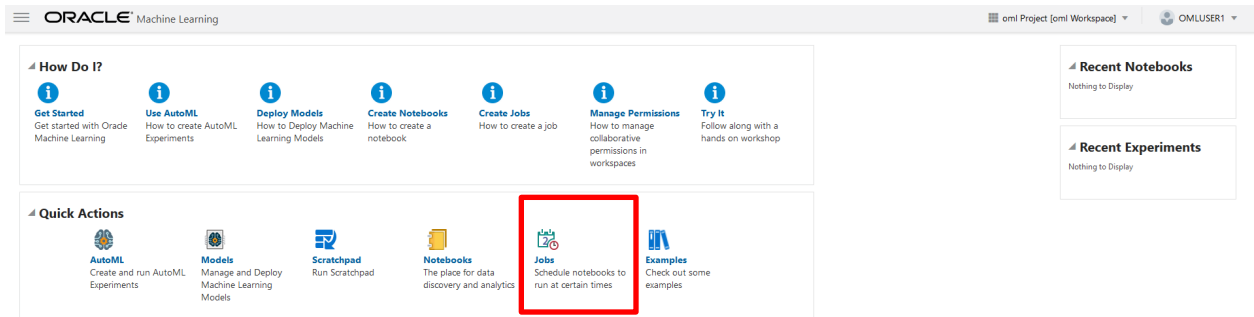 ORACLE Machine Learning
oml Project [oml Workspace]
OMLUSER1
How Do I?
Get Started
Get started with Oracle
Machine Learning
Use AutoML
How to create AutoML
Experiments
Deploy Models
How to Deploy Machine
Learning Models
Create Notebooks
How to create a
notebook
Create Jobs
How to create a job
Manage Permissions
How to manage
collaborative
permissions in
workspaces
Try It
Follow along with a
hands on workshop
Recent Notebooks
Nothing to Display
Recent Experiments
Nothing to Display
Quick Actions
AutoML
Create and run AutoML
Experiments
Models
Manage and Deploy
Machine Learning
Models
Scratchpad
Run Scratchpad
Notebooks
The place for data
discovery and analytics
Jobs
Schedule notebooks to
run at certain times
Examples
Check out some
examples